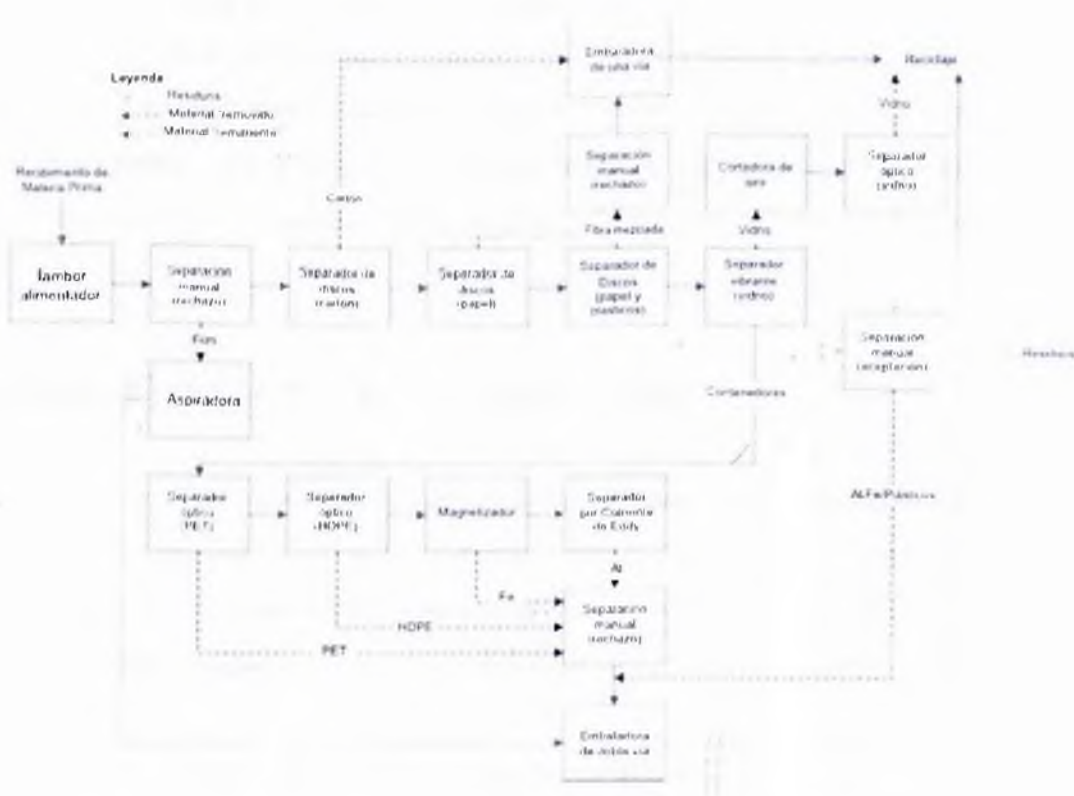 Embaladora
de una vía
Reciclaje
Leyenda
Residuos
Material removido
Material remanente
Vidrio
Separación
manual
(rechazo)
Cortadora de
aire
Separador
óptico
(vidrio)
Recibimiento de
Materia Prima
Cartón
Fibra mezclada
Vidrio
Tambor
alimentador
Separación
manual
(rechazo)
Separador de
discos
(cartón)
Separador de
discos
(papel)
Separador de
Discos
(papel y
plásticos)
Separador
vibrante
(vidrio)
Film
Separación
manual
(aceptación)
Residuos
Aspiradora
Contenedores
Separador
óptico
(PET)
Separador
óptico
(HDPE)
Magnetizador
Separador
por Corriente
de Eddy
Al,Fe,Plásticos
Al
Fe
Separación
manual
(rechazo)
HDPE
PET
Embaladora
de doble vía